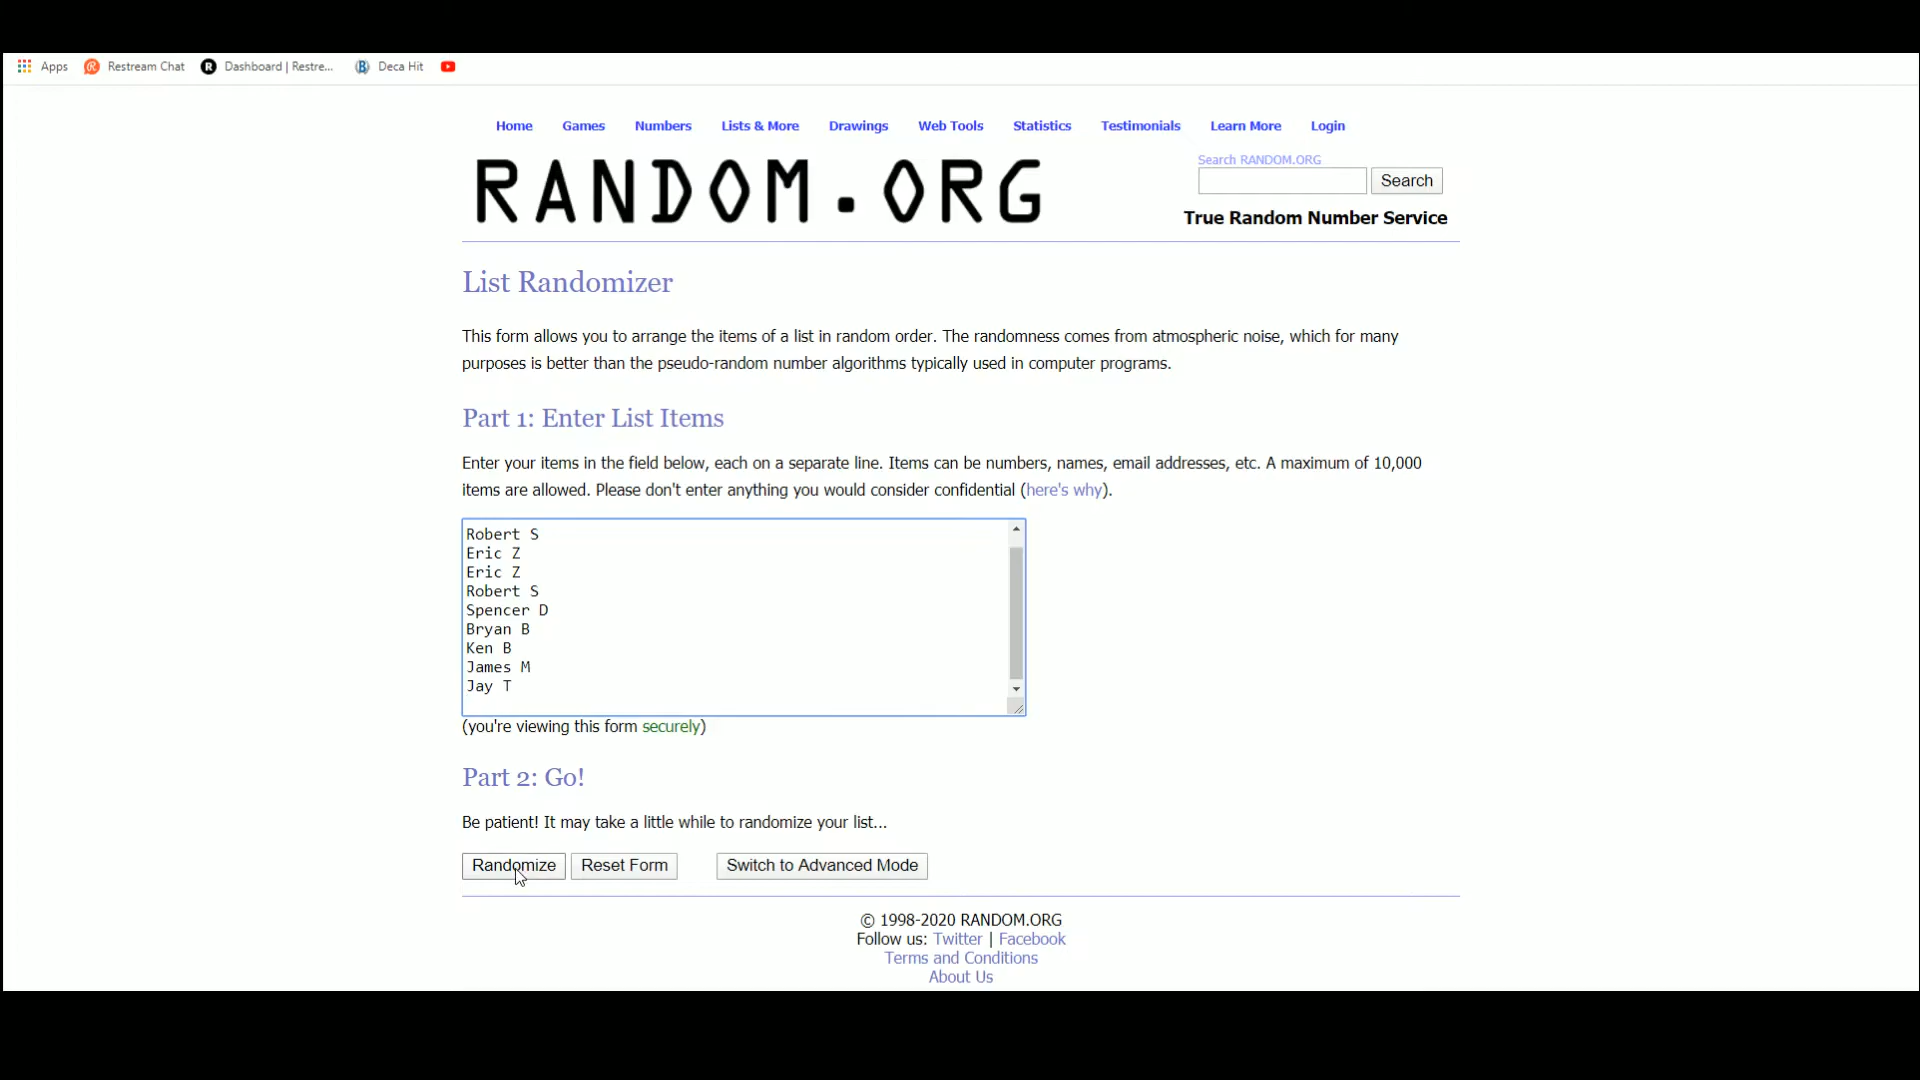 Apps Restream Chat Dashboard | Restre... Deca Hit
Home Games Numbers Lists & More Drawings Web Tools Statistics Testimonials Learn More Login
RANDOM.ORG
Search RANDOM.ORG
Search
True Random Number Service
List Randomizer
This form allows you to arrange the items of a list in random order. The randomness comes from atmospheric noise, which for many
purposes is better than the pseudo-random number algorithms typically used in computer programs.
Part 1: Enter List Items
Enter your items in the field below, each on a separate line. Items can be numbers, names, email addresses, etc. A maximum of 10,000
items are allowed. Please don't enter anything you would consider confidential (here's why).
Robert S
Eric Z
Eric Z
Robert S
Spencer D
Bryan B
Ken B
James M
Jay T
(you're viewing this form securely)
Part 2: Go!
Be patient! It may take a little while to randomize your list...
Randomize Reset Form Switch to Advanced Mode
© 1998-2020 RANDOM.ORG
Follow us: Twitter | Facebook
Terms and Conditions
About Us